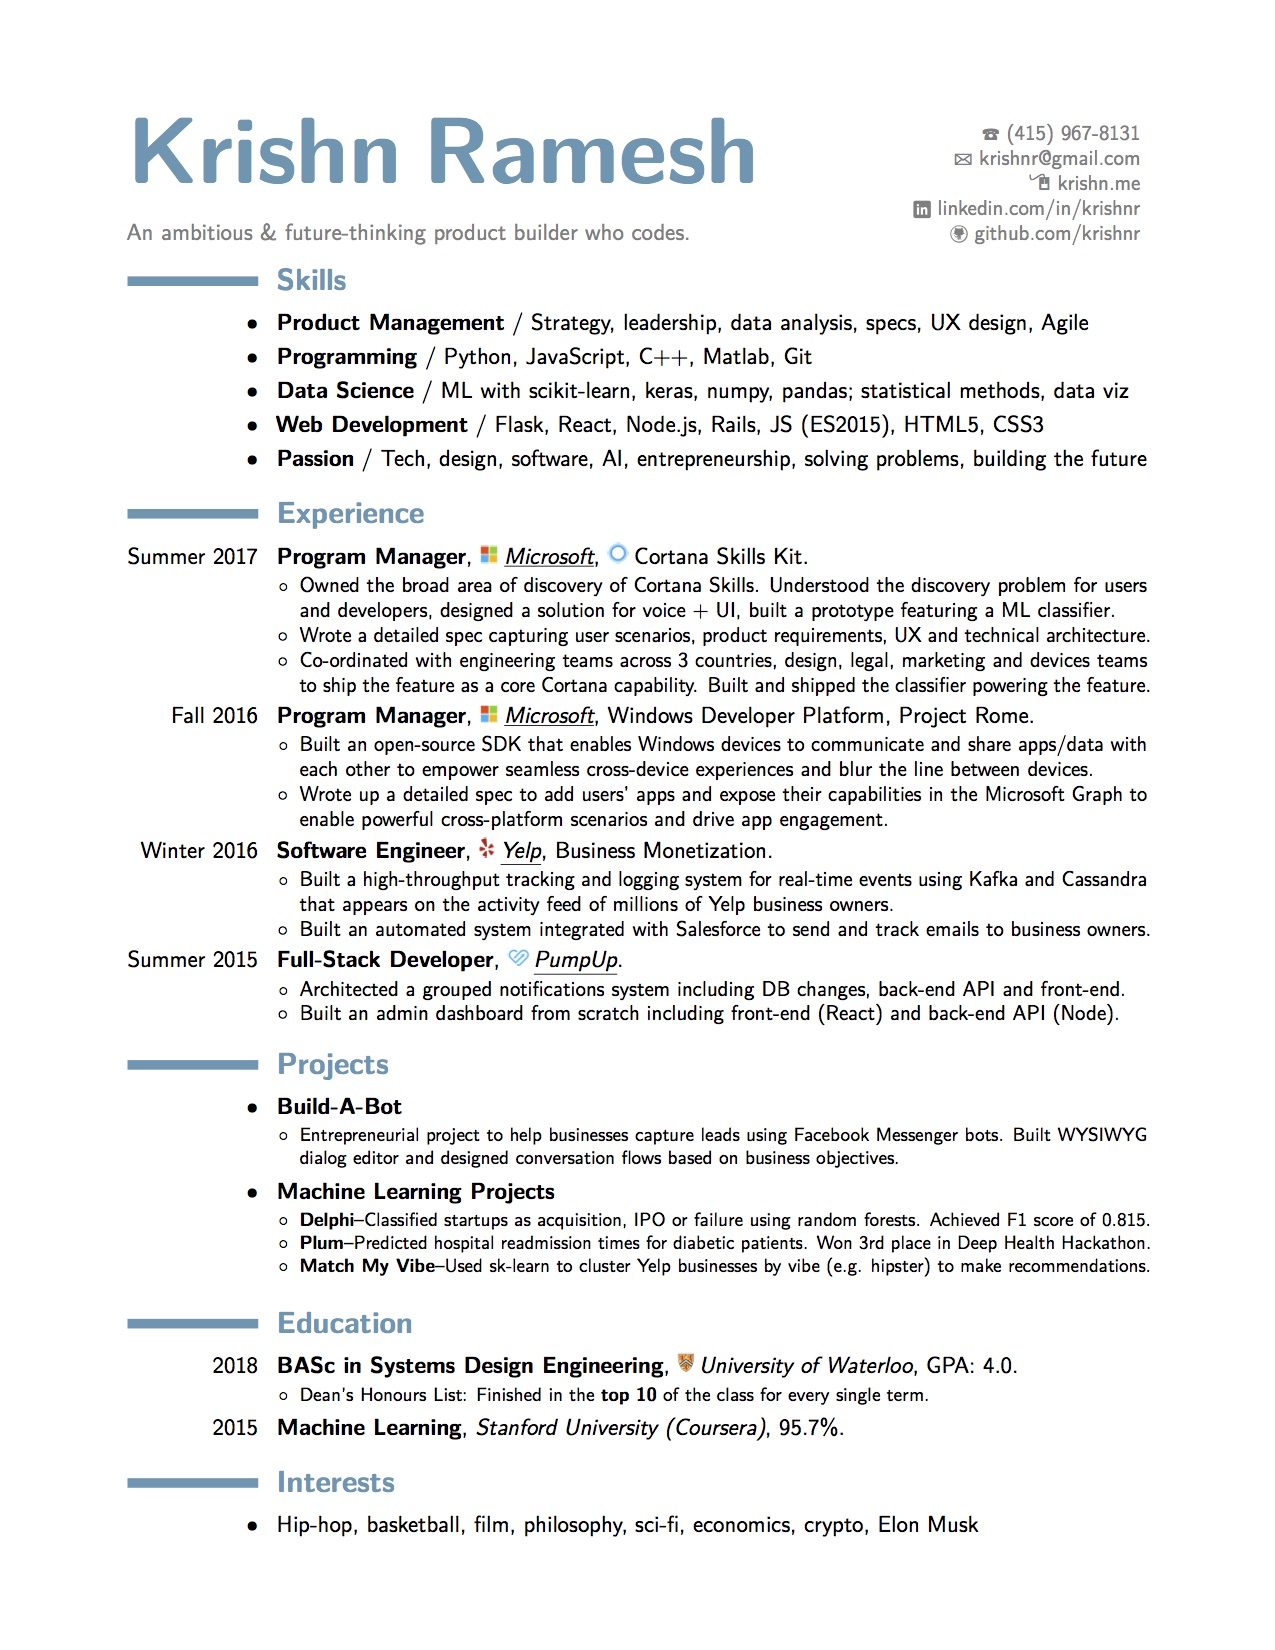 Krishn Ramesh
An ambitious & future-thinking product builder who codes.
(415) 967-8131
krishnr@gmail.com
krishn.me
linkedin.com/in/krishnr
github.com/krishnr
Skills
• Product Management / Strategy, leadership, data analysis, specs, UX design, Agile
• Programming / Python, JavaScript, C++, Matlab, Git
• Data Science / ML with scikit-learn, keras, numpy, pandas; statistical methods, data viz
• Web Development / Flask, React, Node.js, Rails, JS (ES2015), HTML5, CSS3
• Passion / Tech, design, software, AI, entrepreneurship, solving problems, building the future
Experience
Summer 2017 Program Manager, Microsoft, Cortana Skills Kit.
◦ Owned the broad area of discovery of Cortana Skills. Understood the discovery problem for users
and developers, designed a solution for voice + UI, built a prototype featuring a ML classifier.
◦ Wrote a detailed spec capturing user scenarios, product requirements, UX and technical architecture.
◦ Co-ordinated with engineering teams across 3 countries, design, legal, marketing and devices teams
to ship the feature as a core Cortana capability. Built and shipped the classifier powering the feature.
Fall 2016 Program Manager, Microsoft, Windows Developer Platform, Project Rome.
◦ Built an open-source SDK that enables Windows devices to communicate and share apps/data with
each other to empower seamless cross-device experiences and blur the line between devices.
◦ Wrote up a detailed spec to add users' apps and expose their capabilities in the Microsoft Graph to
enable powerful cross-platform scenarios and drive app engagement.
Winter 2016 Software Engineer, Yelp, Business Monetization.
◦ Built a high-throughput tracking and logging system for real-time events using Kafka and Cassandra
that appears on the activity feed of millions of Yelp business owners.
◦ Built an automated system integrated with Salesforce to send and track emails to business owners.
Summer 2015 Full-Stack Developer, PumpUp.
◦ Architected a grouped notifications system including DB changes, back-end API and front-end.
◦ Built an admin dashboard from scratch including front-end (React) and back-end API (Node).
Projects
• Build-A-Bot
◦ Entrepreneurial project to help businesses capture leads using Facebook Messenger bots. Built WYSIWYG
dialog editor and designed conversation flows based on business objectives.
• Machine Learning Projects
◦ Delphi–Classified startups as acquisition, IPO or failure using random forests. Achieved F1 score of 0.815.
◦ Plum–Predicted hospital readmission times for diabetic patients. Won 3rd place in Deep Health Hackathon.
◦ Match My Vibe–Used sk-learn to cluster Yelp businesses by vibe (e.g. hipster) to make recommendations.
Education
2018 BASc in Systems Design Engineering, University of Waterloo, GPA: 4.0.
◦ Dean's Honours List: Finished in the top 10 of the class for every single term.
2015 Machine Learning, Stanford University (Coursera), 95.7%.
Interests
• Hip-hop, basketball, film, philosophy, sci-fi, economics, crypto, Elon Musk